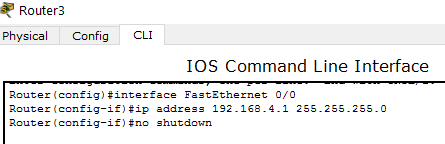 Router3
Physical Config CLI
IOS Command Line Interface
Router(config)#interface FastEthernet 0/0
Router(config-if)#ip address 192.168.4.1 255.255.255.0
Router(config-if)#no shutdown